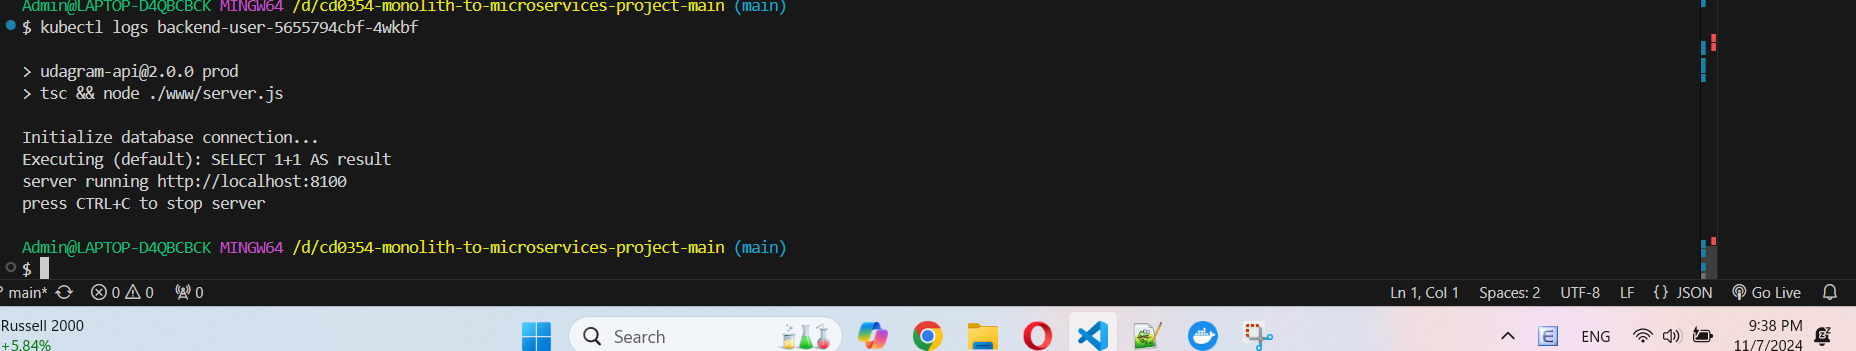 Admin@LAPTOP-D4QBCBCK MINGW64 /d/cd0354-monolith-to-microservices-project-main (main)
$ kubectl logs backend-user-5655794cbf-4wkbf
> udagram-api@2.0.0 prod
> tsc && node ./www/server.js
Initialize database connection...
Executing (default): SELECT 1+1 AS result
server running http://localhost:8100
press CTRL+C to stop server
Admin@LAPTOP-D4QBCBCK MINGW64 /d/cd0354-monolith-to-microservices-project-main (main)
$
main* 0 0 0 Ln 1, Col 1 Spaces: 2 UTF-8 LF {} JSON Go Live
Russell 2000
+5.84%
Search
ENG
9:38 PM
11/7/2024